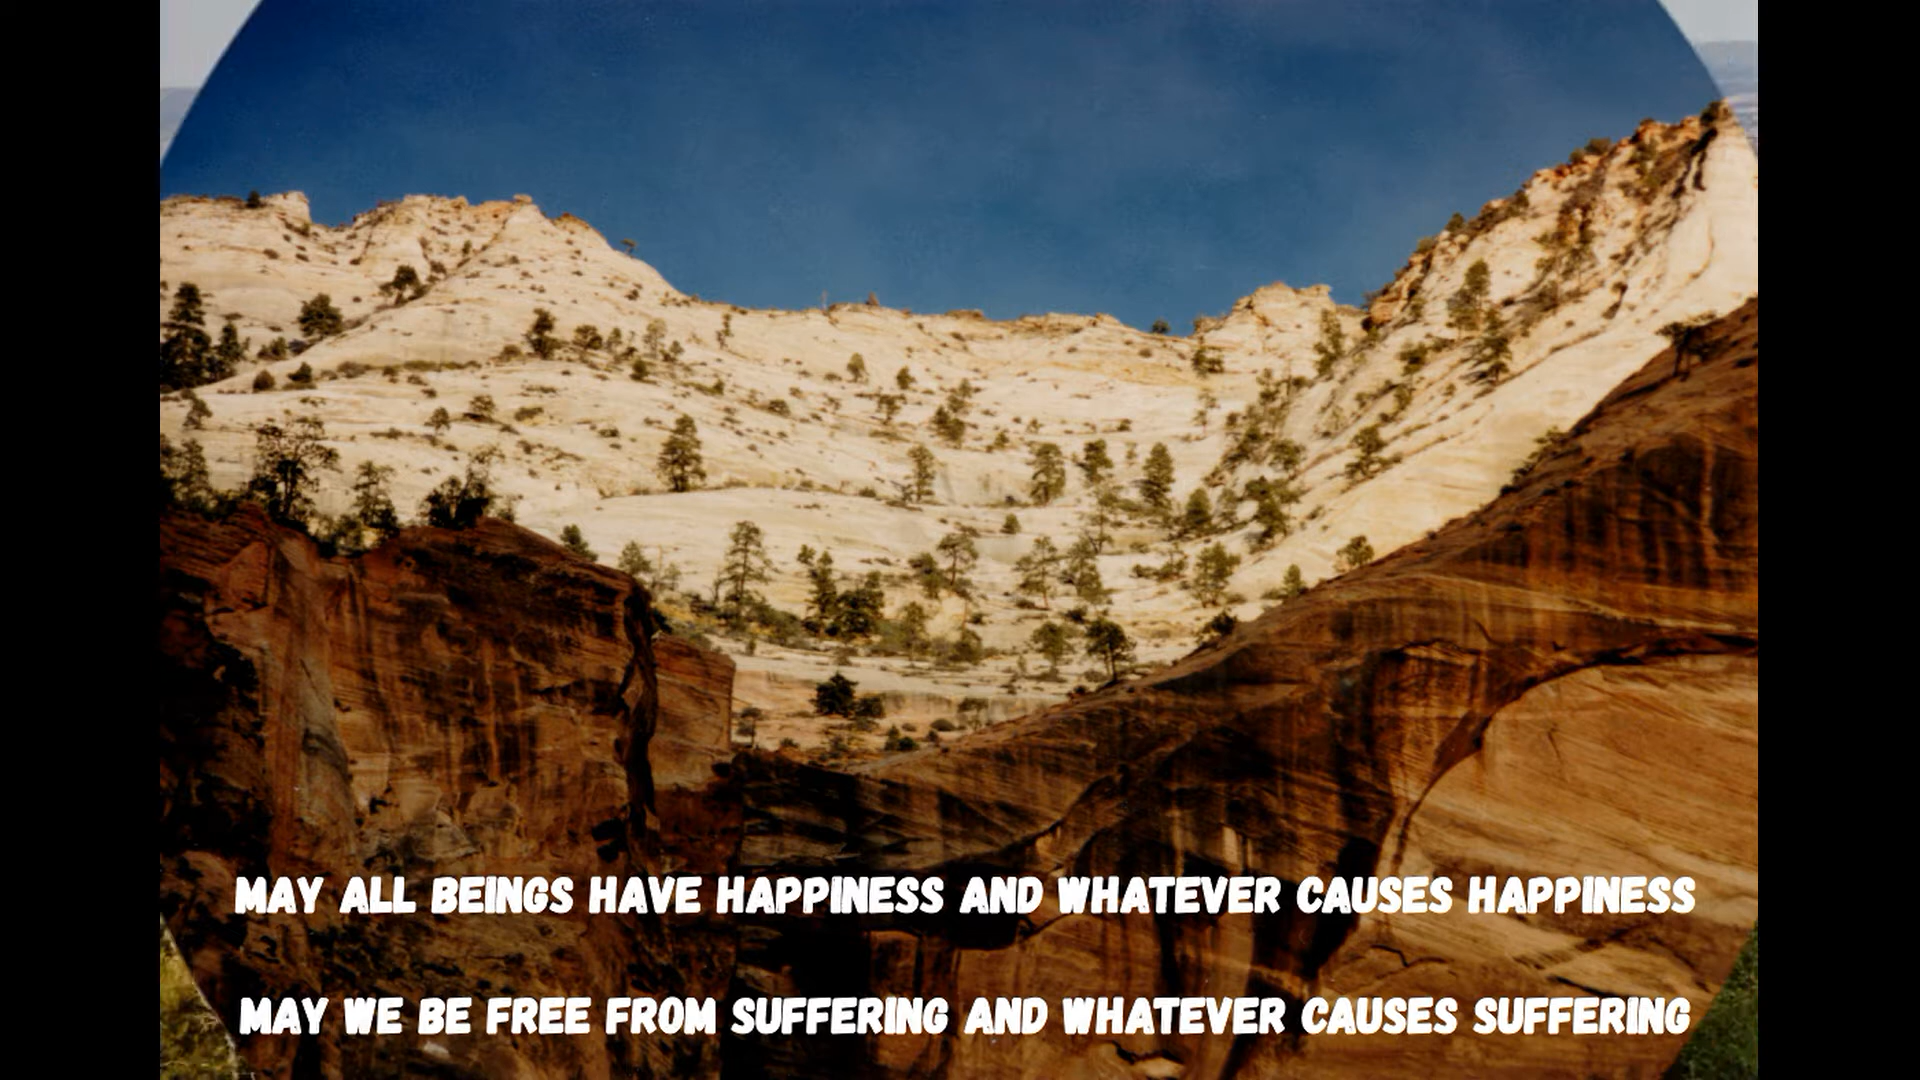 MAY ALL BEINGS HAVE HAPPINESS AND WHATEVER CAUSES HAPPINESS
MAY WE BE FREE FROM SUFFERING AND WHATEVER CAUSES SUFFERING